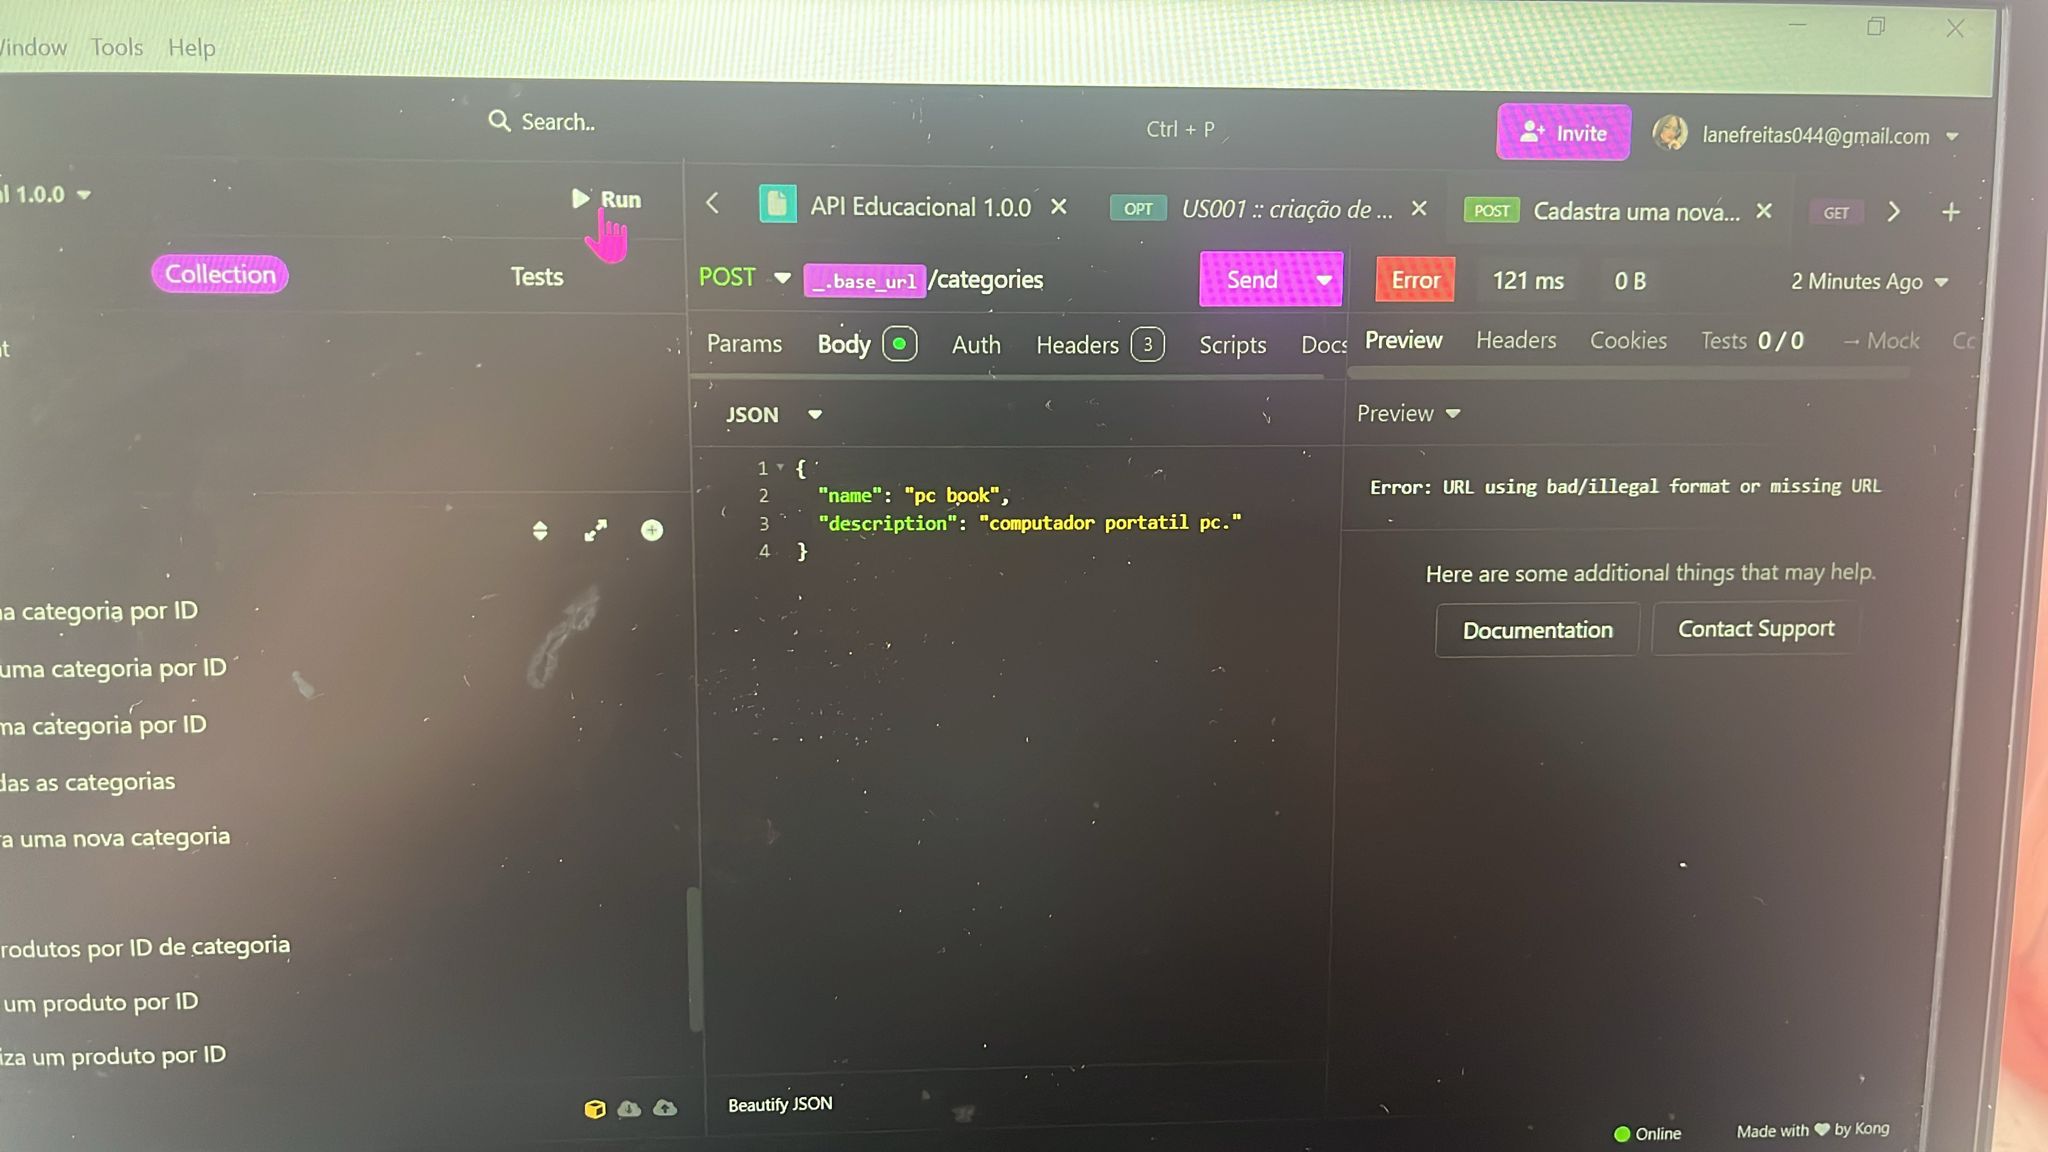 Window Tools Help
Search..
Ctrl + P
Invite
lanefreitas044@gmail.com
1.0.0
Run
API Educacional 1.0.0
OPT US001 :: criação de ...
POST Cadastra uma nova...
GET
Collection
Tests
POST _.base_url/categories
Send
Error 121 ms 0 B
2 Minutes Ago
Params Body Auth Headers 3 Scripts Docs
Preview Headers Cookies Tests 0 / 0 → Mock
JSON
Preview
1 {
2 "name": "pc book",
3 "description": "computador portatil pc."
4 }
Error: URL using bad/illegal format or missing URL
Here are some additional things that may help.
Documentation
Contact Support
categoria por ID
uma categoria por ID
categoria por ID
as categorias
uma nova categoria
rodutos por ID de categoria
um produto por ID
iza um produto por ID
Beautify JSON
Online
Made with ♥ by Kong